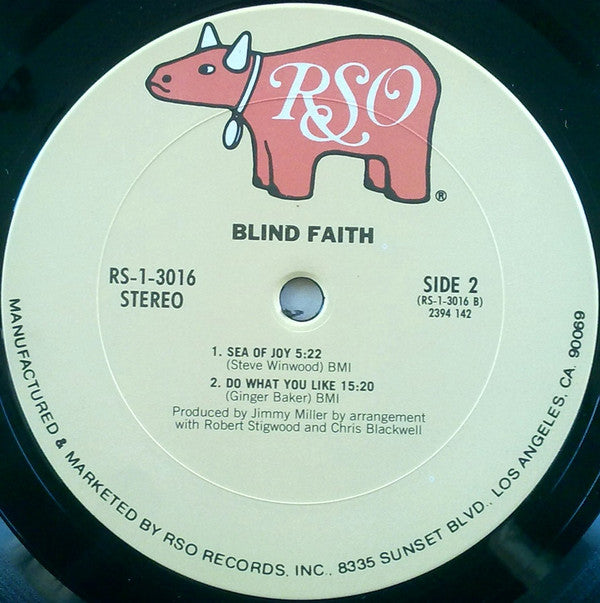 RSO
®
BLIND FAITH
RS-1-3016
STEREO
SIDE 2
(RS-1-3016 B)
2394 142
1. SEA OF JOY 5:22
(Steve Winwood) BMI
2. DO WHAT YOU LIKE 15:20
(Ginger Baker) BMI
Produced by Jimmy Miller by arrangement
with Robert Stigwood and Chris Blackwell
MANUFACTURED & MARKETED BY RSO RECORDS, INC., 8335 SUNSET BLVD., LOS ANGELES, CA. 90069